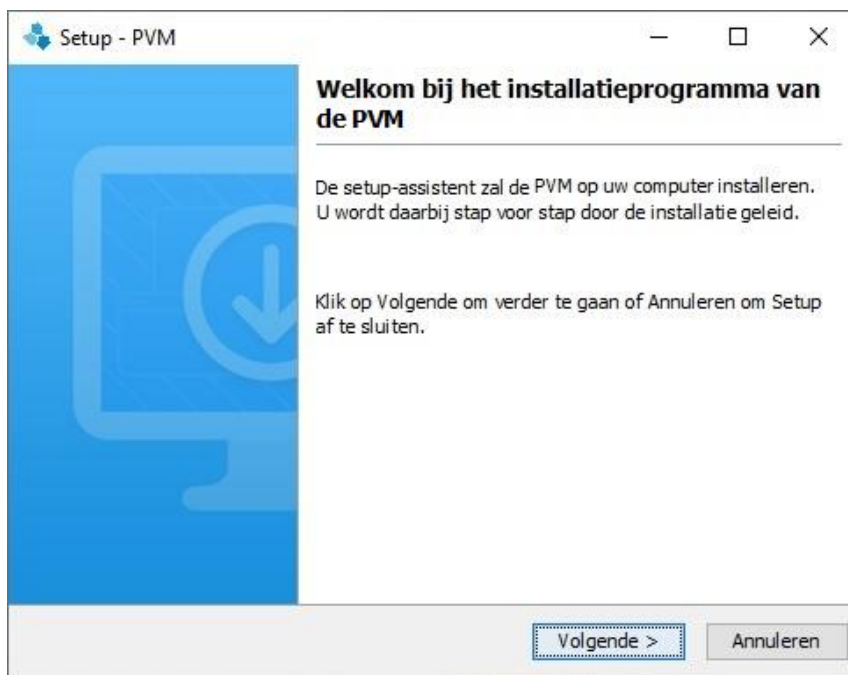 Setup - PVM
Welkom bij het installatieprogramma van
de PVM
De setup-assistent zal de PVM op uw computer installeren.
U wordt daarbij stap voor stap door de installatie geleid.
Klik op Volgende om verder te gaan of Annuleren om Setup
af te sluiten.
Volgende >
Annuleren